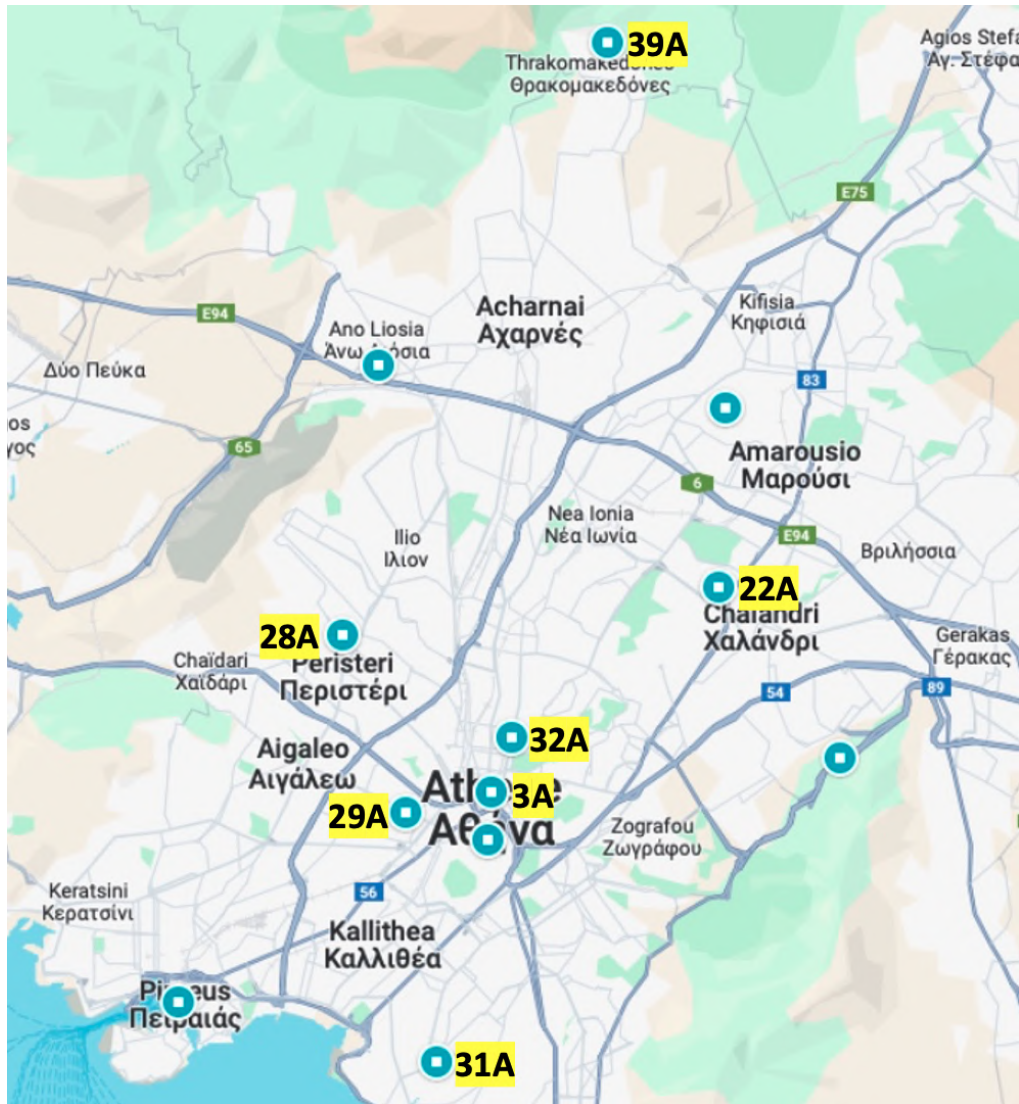 39A
Thrakomakedones
Θρακομακεδόνες
Αγ. Στέφα
E75
Acharnai
Αχαρνές
Kifisia
Κηφισιά
E94
Ano Liosia
Δύο Πεύκα
83
65
γος
Amarousio
Μαρούσι
6
Nea Ionia
Νέα Ιωνία
E94
Βριλήσσια
Ilio
Ιλιον
22A
Chalandri
Χαλάνδρι
28A
Peristeri
Περιστέρι
Chaïdari
Χαϊδάρι
Gerakas
Γέρακας
54
89
32A
Aigaleo
Αιγάλεω
3A
29A
Zografou
Ζωγράφου
56
Keratsini
Κερατσίνι
Kallithea
Καλλιθέα
Πειραιάς
31A